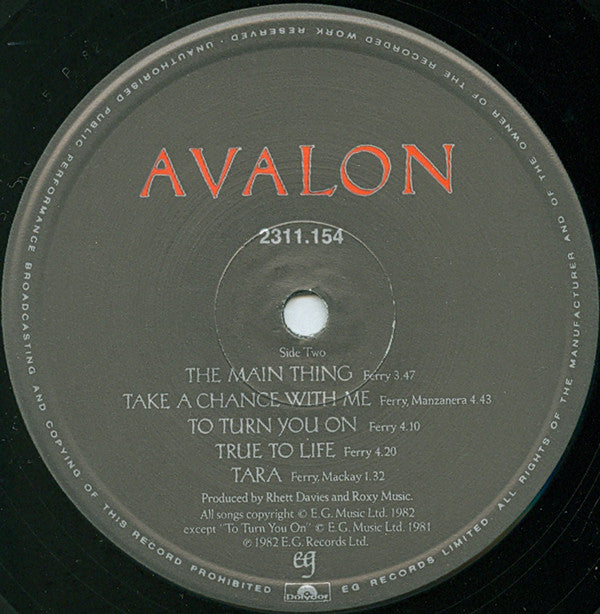 AVALON
2311.154
Side Two
THE MAIN THING Ferry 3.47
TAKE A CHANCE WITH ME Ferry, Manzanera 4.43
TO TURN YOU ON Ferry 4.10
TRUE TO LIFE Ferry 4.20
TARA Ferry, Mackay 1.32
Produced by Rhett Davies and Roxy Music.
All songs copyright © E.G. Music Ltd. 1982
except "To Turn You On" © E.G. Music Ltd. 1981
℗ 1982 E.G. Records Ltd.
eg
Polydor
EG RECORDS LIMITED. ALL RIGHTS OF THE MANUFACTURER AND OF THE OWNER OF THE RECORDED WORK RESERVED · UNAUTHORISED PUBLIC PERFORMANCE BROADCASTING AND COPYING OF THIS RECORD PROHIBITED